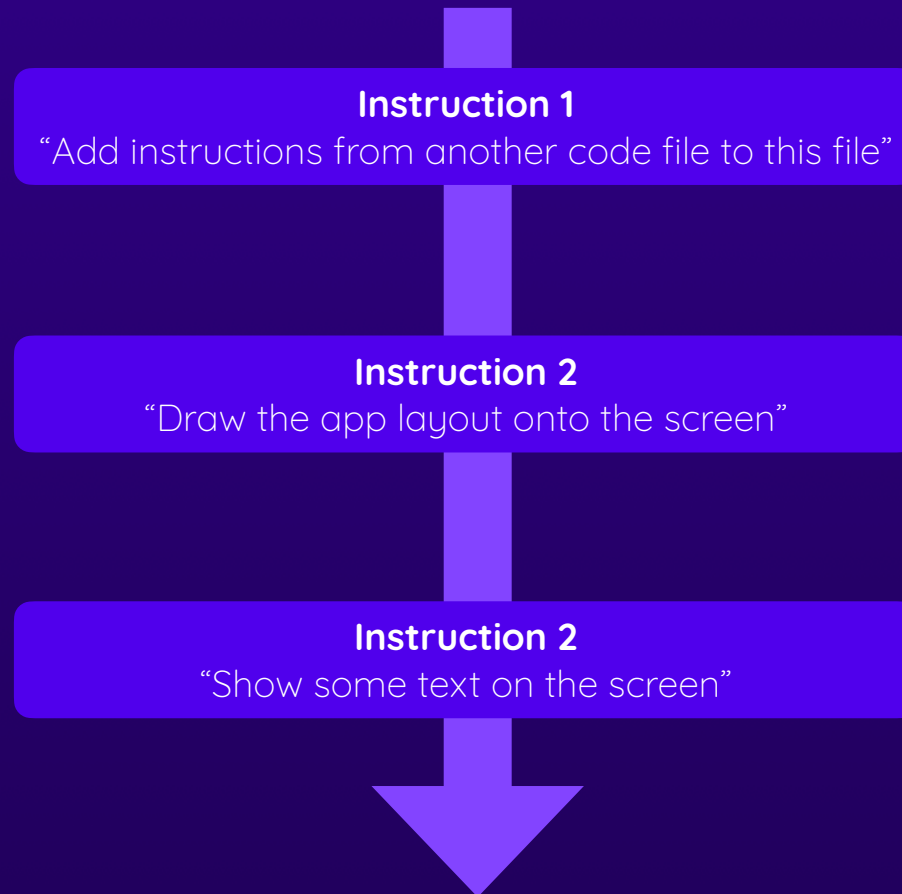 Instruction 1
“Add instructions from another code file to this file”
Instruction 2
“Draw the app layout onto the screen”
Instruction 2
“Show some text on the screen”